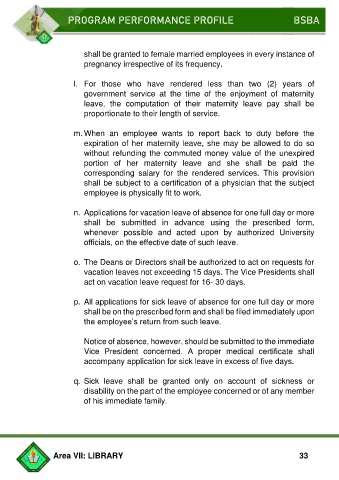 PROGRAM PERFORMANCE PROFILE BSBA
shall be granted to female married employees in every instance of
pregnancy irrespective of its frequency.
l. For those who have rendered less than two (2) years of
government service at the time of the enjoyment of maternity
leave, the computation of their maternity leave pay shall be
proportionate to their length of service.
m. When an employee wants to report back to duty before the
expiration of her maternity leave, she may be allowed to do so
without refunding the commuted money value of the unexpired
portion of her maternity leave and she shall be paid the
corresponding salary for the rendered services. This provision
shall be subject to a certification of a physician that the subject
employee is physically fit to work.
n. Applications for vacation leave of absence for one full day or more
shall be submitted in advance using the prescribed form,
whenever possible and acted upon by authorized University
officials, on the effective date of such leave.
o. The Deans or Directors shall be authorized to act on requests for
vacation leaves not exceeding 15 days. The Vice Presidents shall
act on vacation leave request for 16- 30 days.
p. All applications for sick leave of absence for one full day or more
shall be on the prescribed form and shall be filed immediately upon
the employee's return from such leave.
Notice of absence, however, should be submitted to the immediate
Vice President concerned. A proper medical certificate shall
accompany application for sick leave in excess of five days.
q. Sick leave shall be granted only on account of sickness or
disability on the part of the employee concerned or of any member
of his immediate family.
Area VII: LIBRARY 33